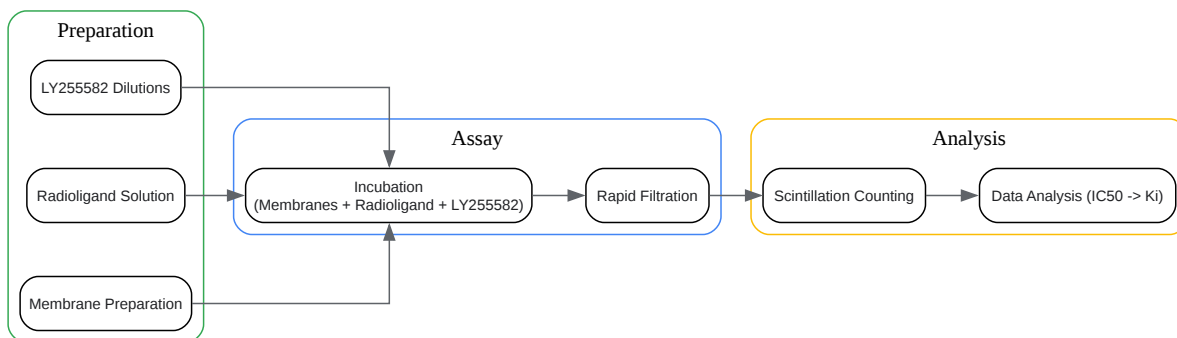 Preparation
LY255582 Dilutions
Radioligand Solution
Membrane Preparation
Assay
Incubation
(Membranes + Radioligand + LY255582)
Rapid Filtration
Analysis
Scintillation Counting
Data Analysis (IC50 -> Ki)